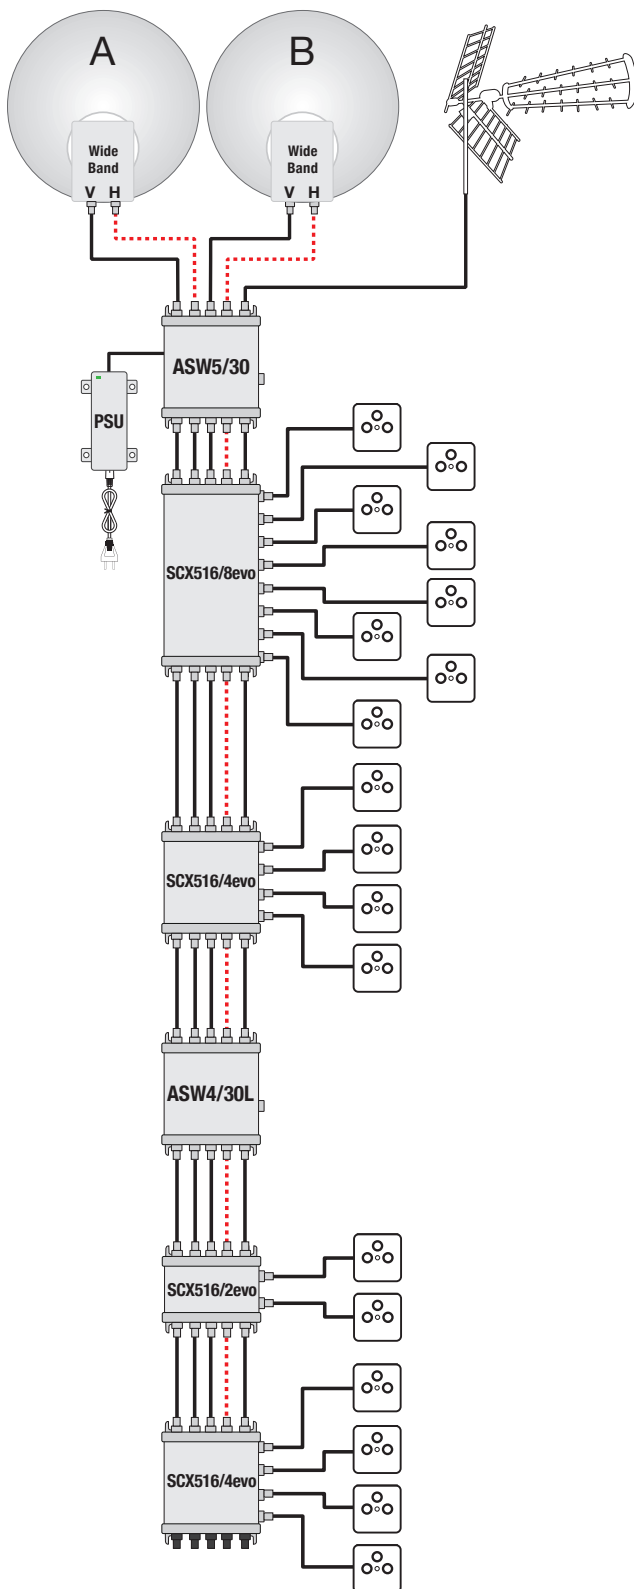 A
B
Wide
Band
V H
Wide
Band
V H
ASW5/30
PSU
SCX516/8evo
SCX516/4evo
ASW4/30L
SCX516/2evo
SCX516/4evo